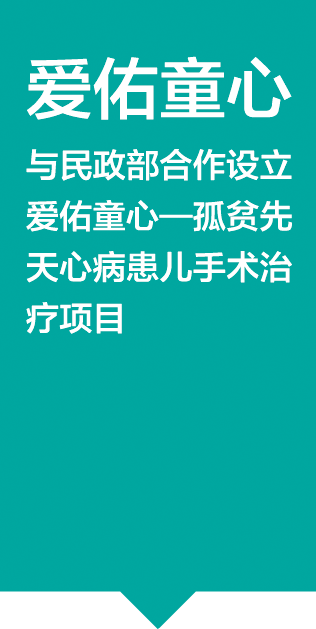 爱佑童心
与民政部合作设立
爱佑童心—孤贫先
天心病患儿手术治
疗项目